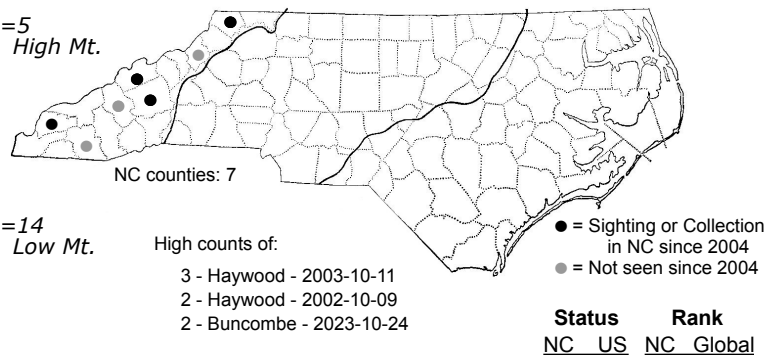 =5
High Mt.
NC counties: 7
=14
Low Mt.
High counts of:
3 - Haywood - 2003-10-11
2 - Haywood - 2002-10-09
2 - Buncombe - 2023-10-24
● = Sighting or Collection
in NC since 2004
● = Not seen since 2004
Status Rank
NC US NC Global